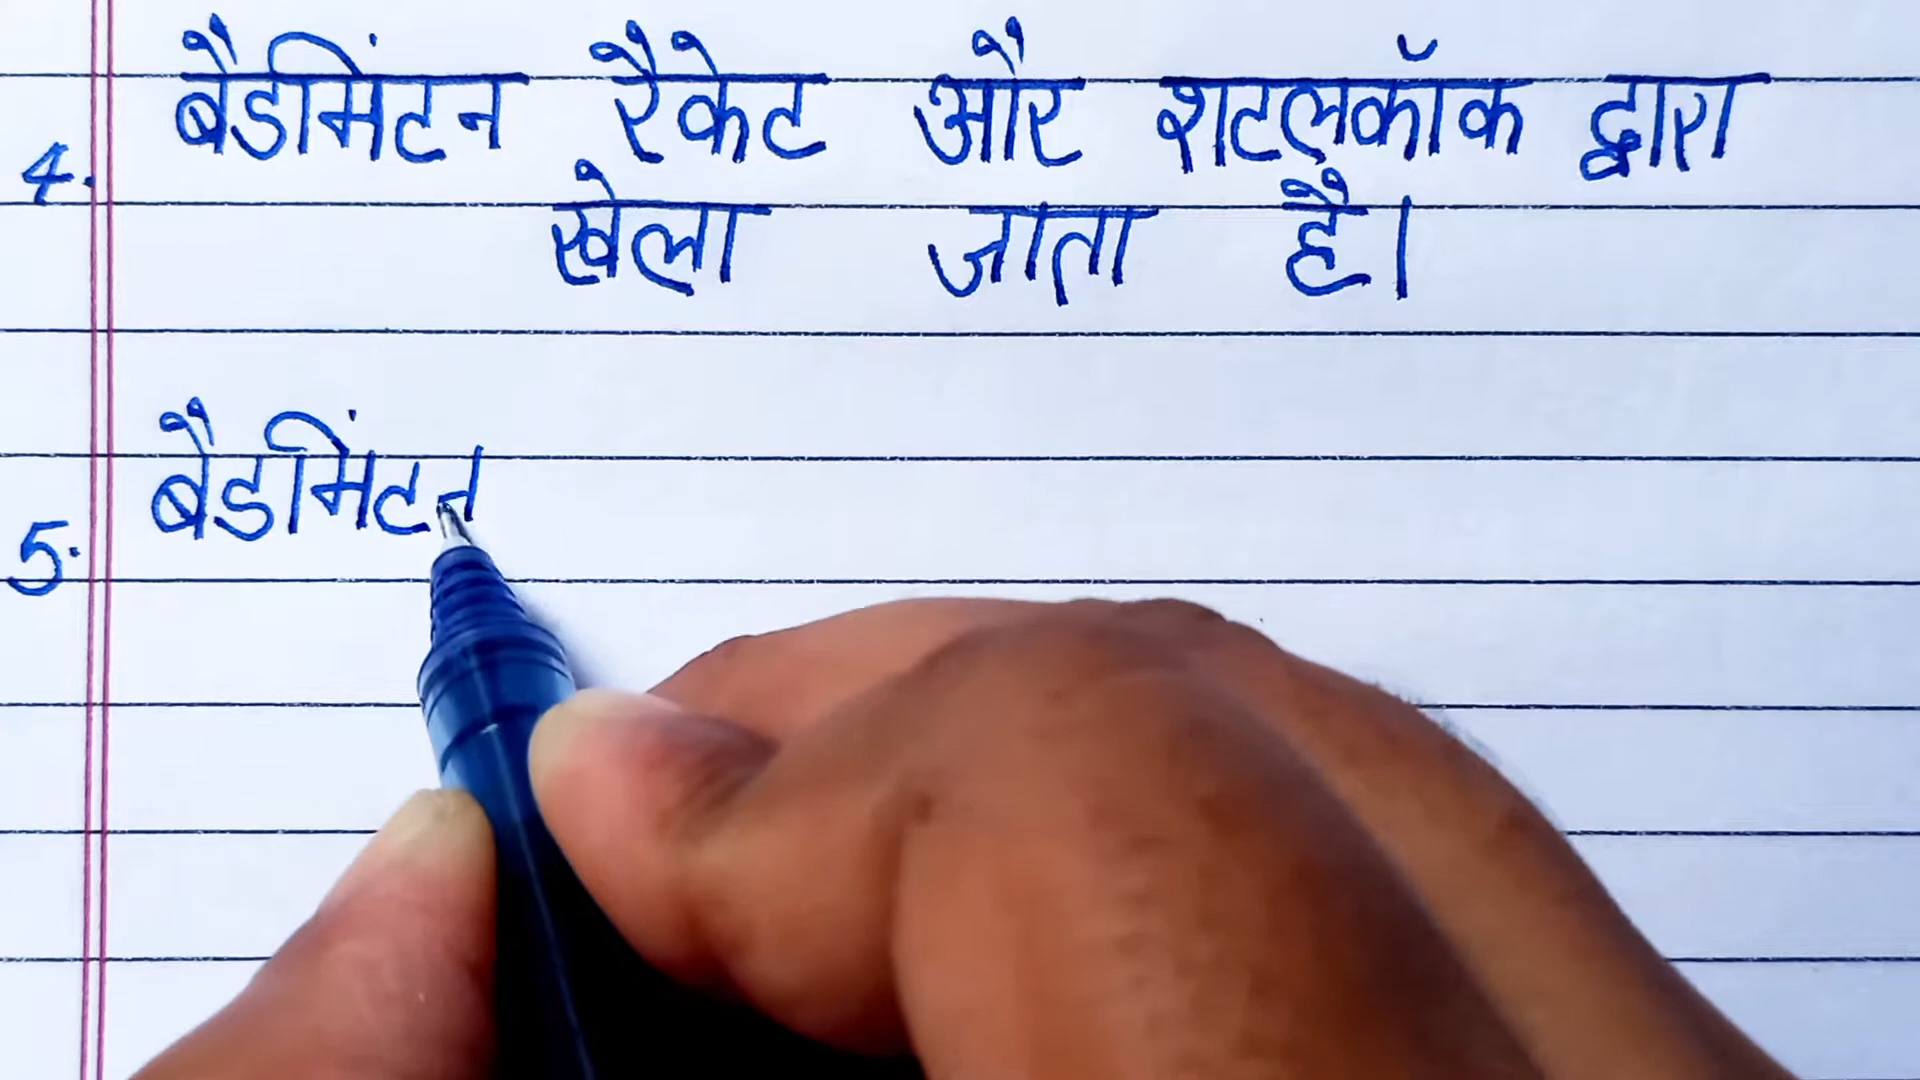 4. बैडमिंटन रैकेट और शटलकॉक द्वारा
खेला जाता है।
5. बैडमिंटन